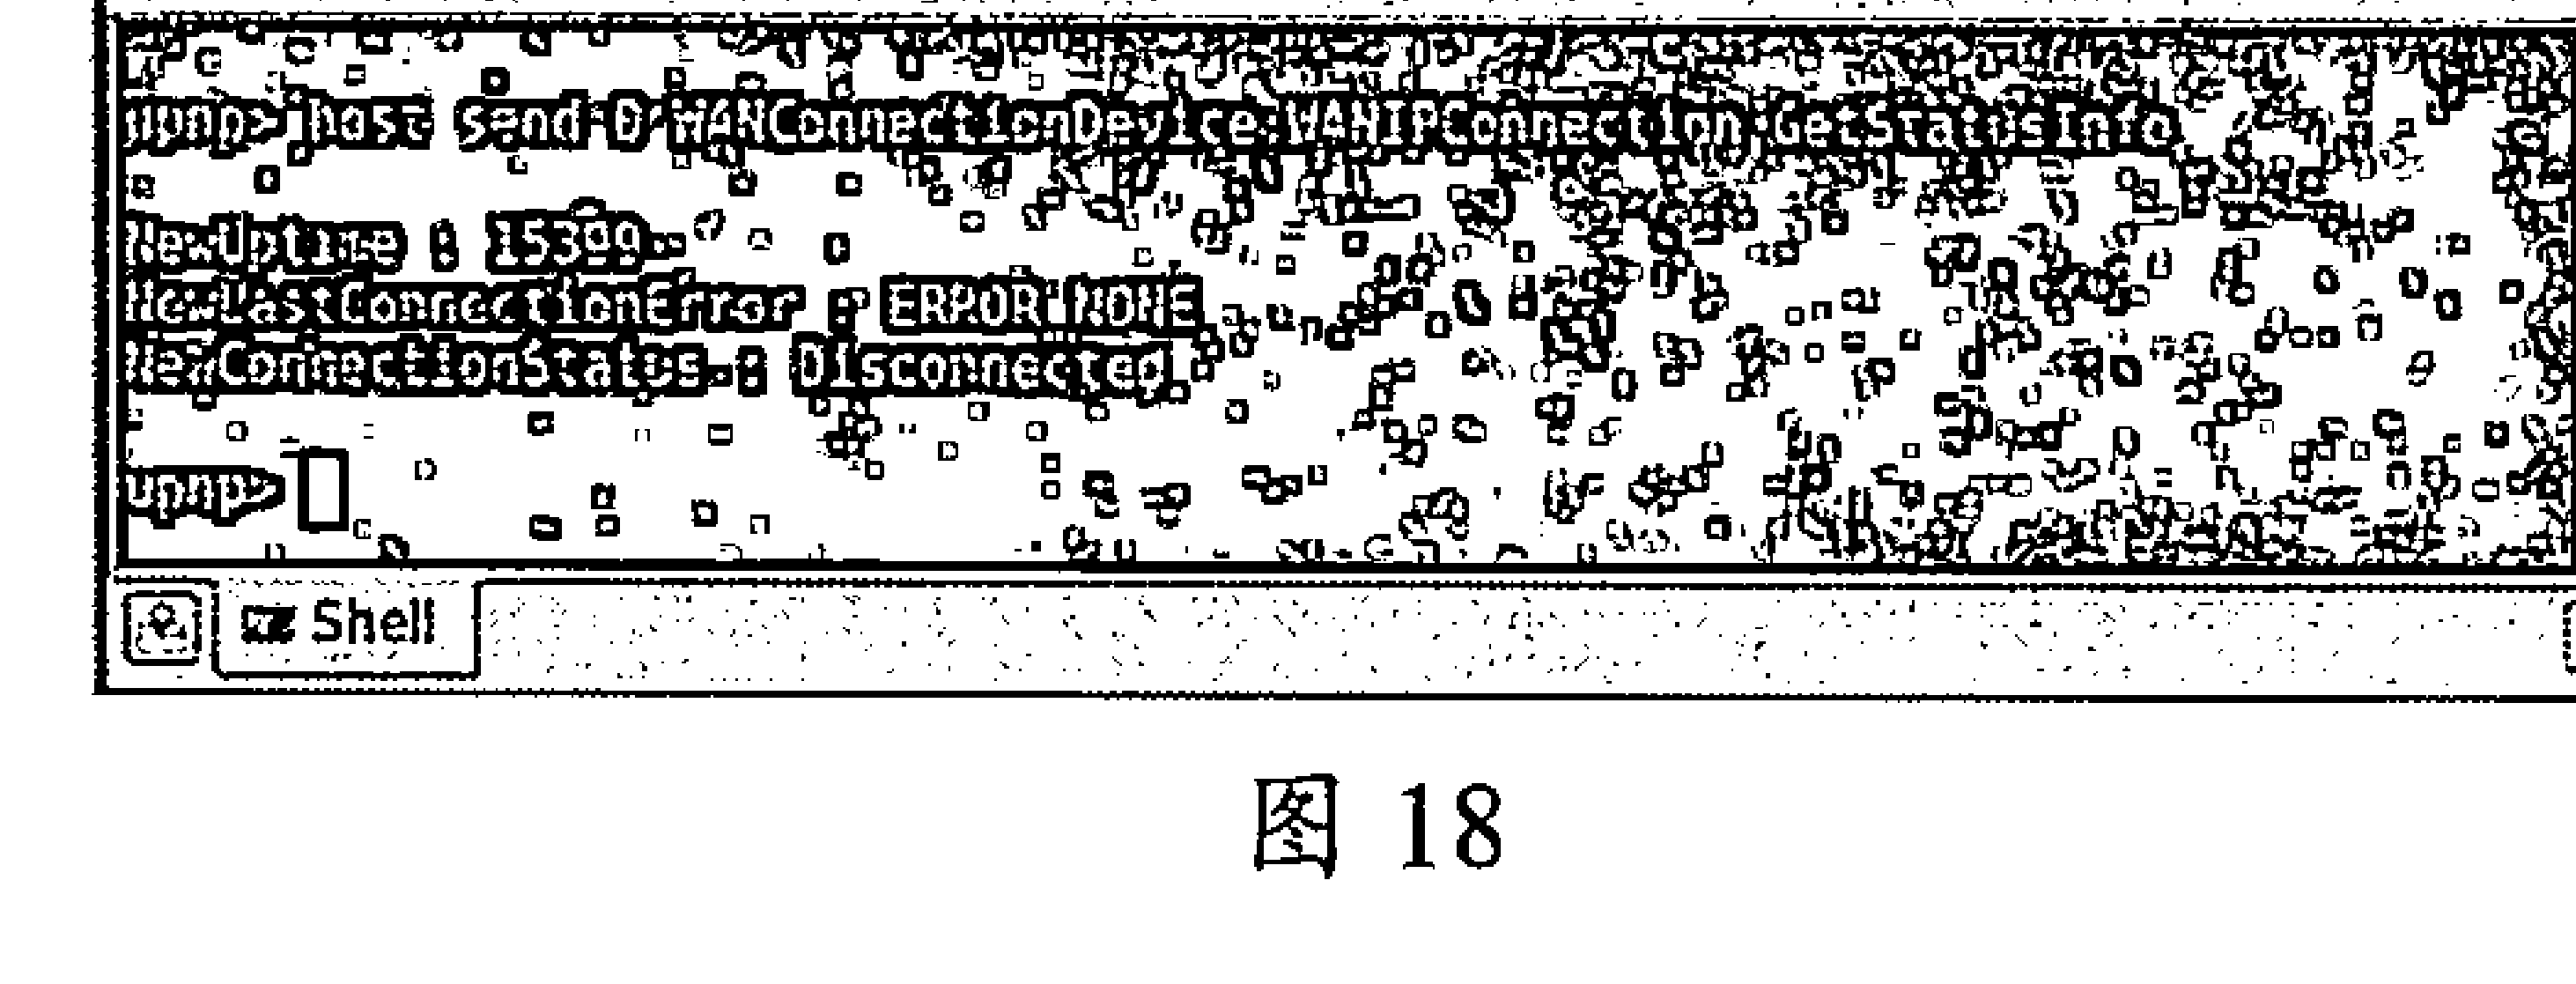 upnp> host send 0 WANConnectionDevice WANIPConnection GetStatusInfo
NewUptime : 15399
NewLastConnectionError : ERROR_NONE
NewConnectionStatus : Disconnected
upnp>
Shell
图 18